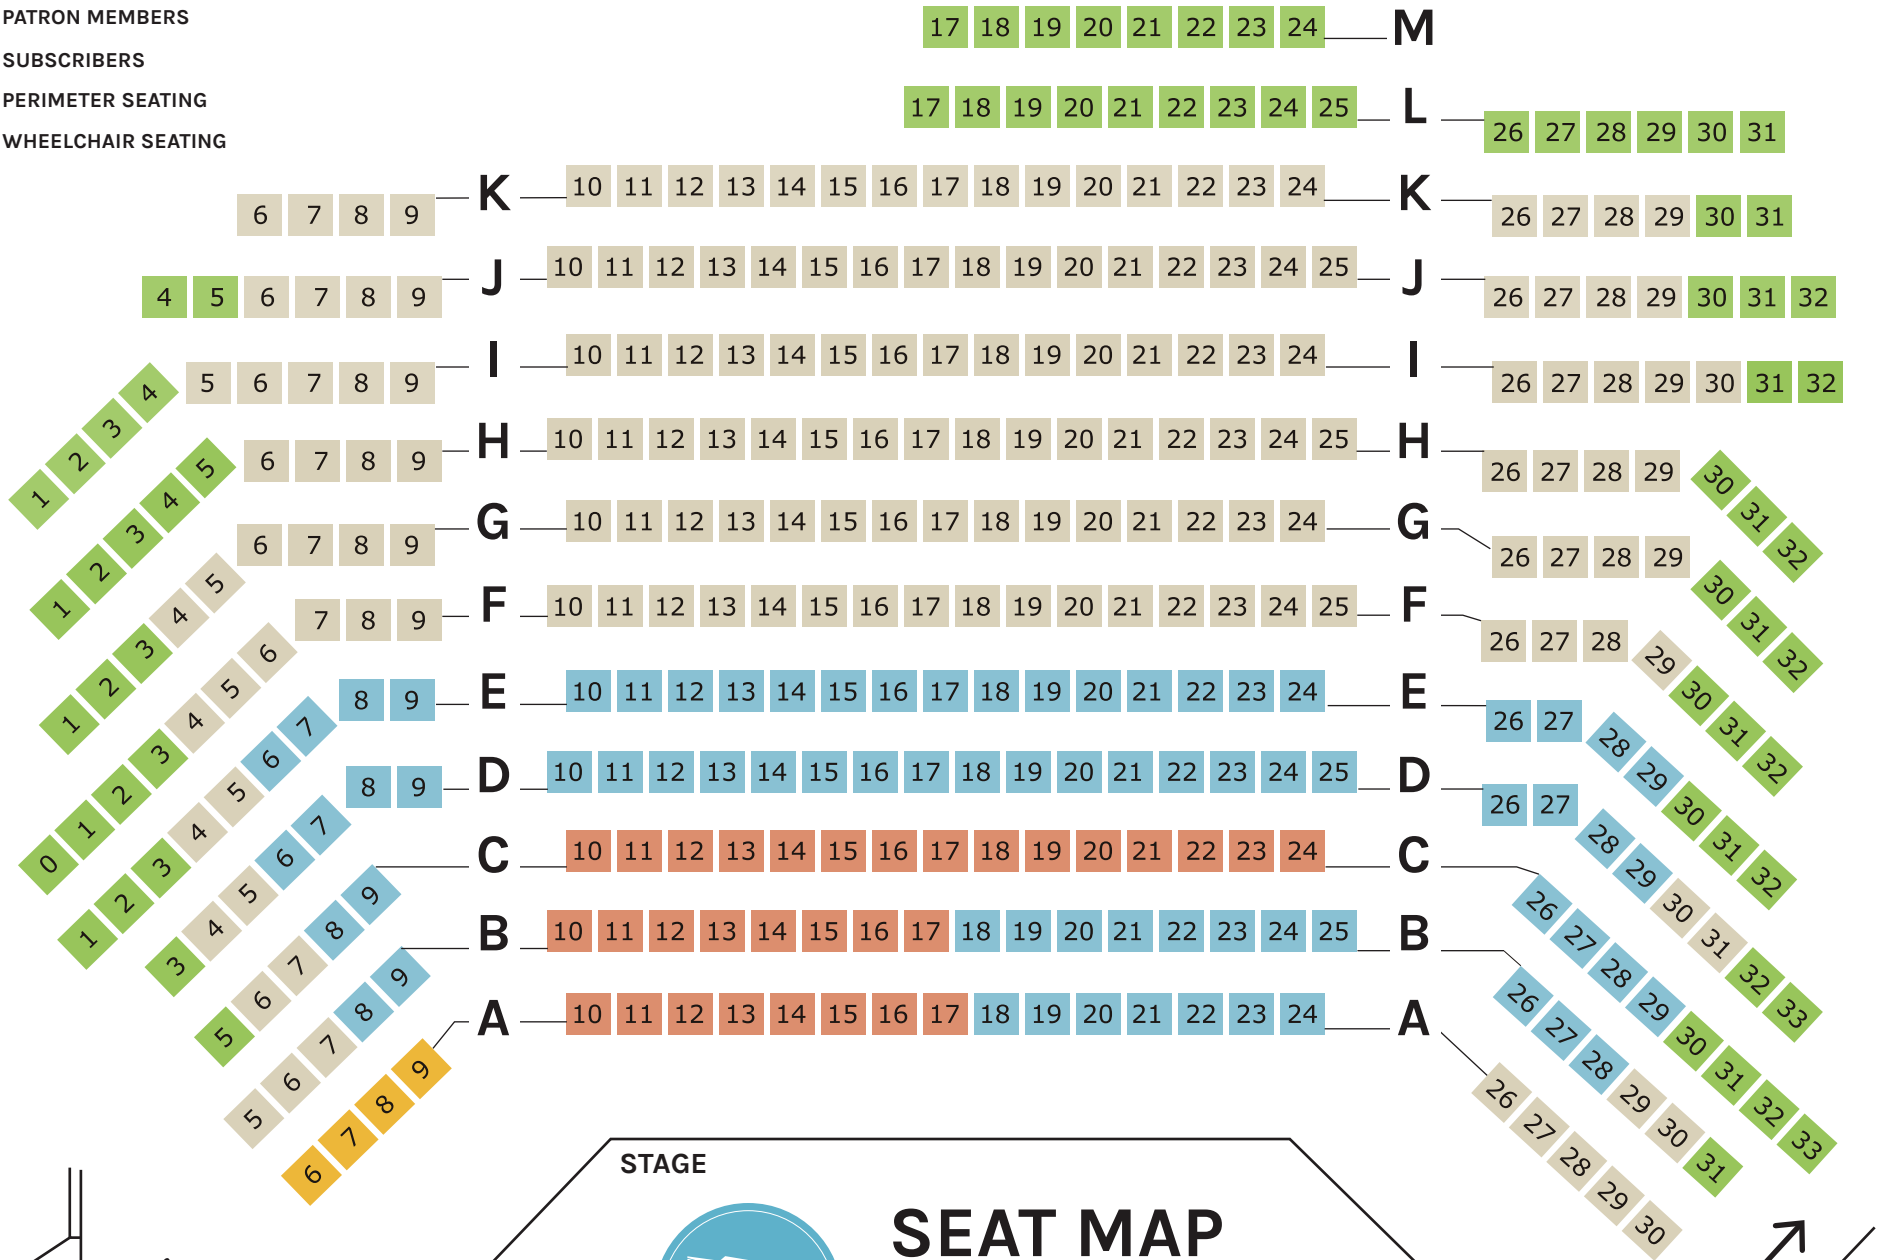 PATRON MEMBERS
SUBSCRIBERS
PERIMETER SEATING
WHEELCHAIR SEATING
17 18 19 20 21 22 23 24 M
17 18 19 20 21 22 23 24 25 L 26 27 28 29 30 31
6 7 8 9 K 10 11 12 13 14 15 16 17 18 19 20 21 22 23 24 K 26 27 28 29 30 31
4 5 6 7 8 9 J 10 11 12 13 14 15 16 17 18 19 20 21 22 23 24 25 J 26 27 28 29 30 31 32
1 2 3 4 5 6 7 8 9 I 10 11 12 13 14 15 16 17 18 19 20 21 22 23 24 I 26 27 28 29 30 31 32
1 2 3 4 5 6 7 8 9 H 10 11 12 13 14 15 16 17 18 19 20 21 22 23 24 25 H 26 27 28 29 30 31 32
1 2 3 4 5 6 7 8 9 G 10 11 12 13 14 15 16 17 18 19 20 21 22 23 24 G 26 27 28 29 30 31 32
0 1 2 3 4 5 6 7 8 9 F 10 11 12 13 14 15 16 17 18 19 20 21 22 23 24 25 F 26 27 28 29 30 31 32
1 2 3 4 5 6 7 8 9 E 10 11 12 13 14 15 16 17 18 19 20 21 22 23 24 E 26 27 28 29 30 31 32
3 4 5 6 7 8 9 D 10 11 12 13 14 15 16 17 18 19 20 21 22 23 24 25 D 26 27 28 29 30 31 32 33
5 6 7 8 9 C 10 11 12 13 14 15 16 17 18 19 20 21 22 23 24 C 26 27 28 29 30 31 32 33
5 6 7 8 9 B 10 11 12 13 14 15 16 17 18 19 20 21 22 23 24 25 B 26 27 28 29 30 31
6 7 8 9 A 10 11 12 13 14 15 16 17 18 19 20 21 22 23 24 A 26 27 28 29 30
STAGE
SEAT MAP